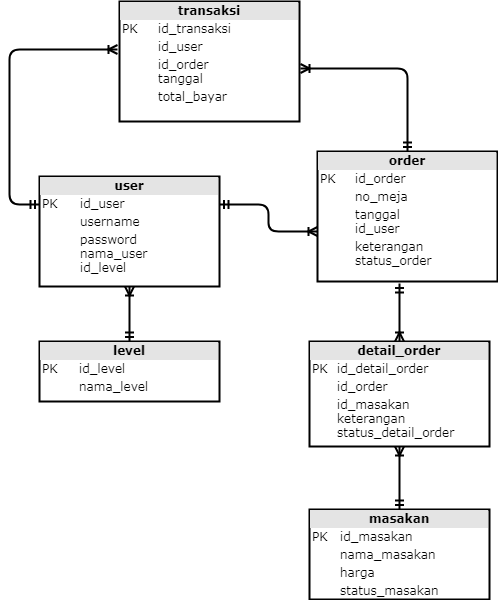 transaksi
PK id_transaksi
id_user
id_order
tanggal
total_bayar
order
PK id_order
no_meja
tanggal
id_user
keterangan
status_order
user
PK id_user
username
password
nama_user
id_level
level
PK id_level
nama_level
detail_order
PK id_detail_order
id_order
id_masakan
keterangan
status_detail_order
masakan
PK id_masakan
nama_masakan
harga
status_masakan